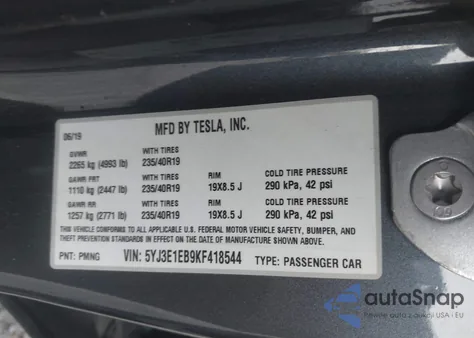 MFD BY TESLA, INC.
06/19
GVWR WITH TIRES
2265 kg (4993 lb) 235/40R19
GAWR FRT WITH TIRES RIM COLD TIRE PRESSURE
1110 kg (2447 lb) 235/40R19 19X8.5 J 290 kPa, 42 psi
GAWR RR WITH TIRES RIM COLD TIRE PRESSURE
1257 kg (2771 lb) 235/40R19 19X8.5 J 290 kPa, 42 psi
THIS VEHICLE CONFORMS TO ALL APPLICABLE U.S. FEDERAL MOTOR VEHICLE SAFETY, BUMPER, AND
THEFT PREVENTION STANDARDS IN EFFECT ON THE DATE OF MANUFACTURE SHOWN ABOVE.
PNT: PMNG VIN: 5YJ3E1EB9KF418544 TYPE: PASSENGER CAR
109
autoSnap